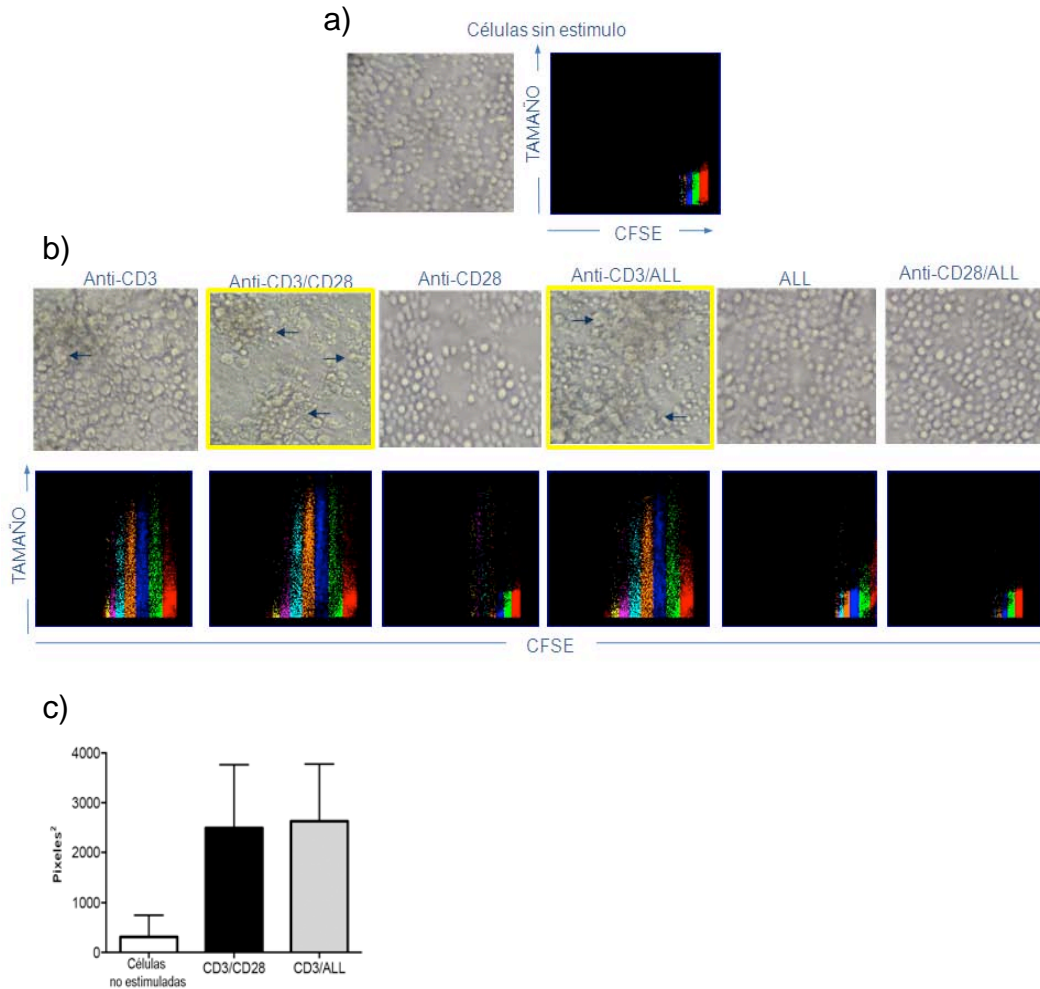 a)
Células sin estimulo
TAMAÑO
CFSE
b)
Anti-CD3
Anti-CD3/CD28
Anti-CD28
Anti-CD3/ALL
ALL
Anti-CD28/ALL
TAMAÑO
CFSE
c)
4000
3000
2000
1000
0
Pixeles²
Células
no estimuladas
CD3/CD28
CD3/ALL